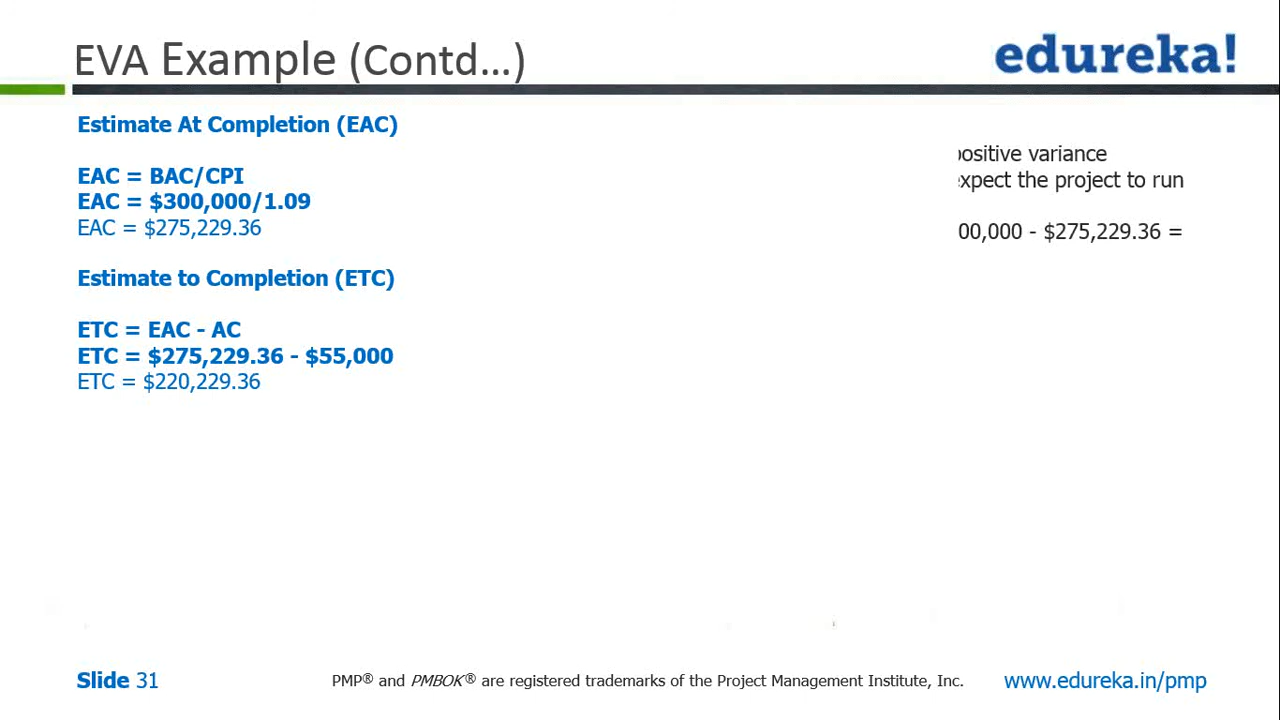 EVA Example (Contd...)
edureka!
Estimate At Completion (EAC)
EAC = BAC/CPI
EAC = $300,000/1.09
EAC = $275,229.36
Estimate to Completion (ETC)
ETC = EAC - AC
ETC = $275,229.36 - $55,000
ETC = $220,229.36
positive variance
expect the project to run
00,000 - $275,229.36 =
Slide 31
PMP® and PMBOK® are registered trademarks of the Project Management Institute, Inc.
www.edureka.in/pmp